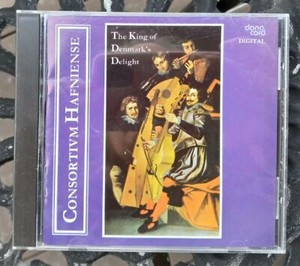 The King of
Denmark's
Delight
dana
cord
DIGITAL
CONSORTIVM HAFNIENSE